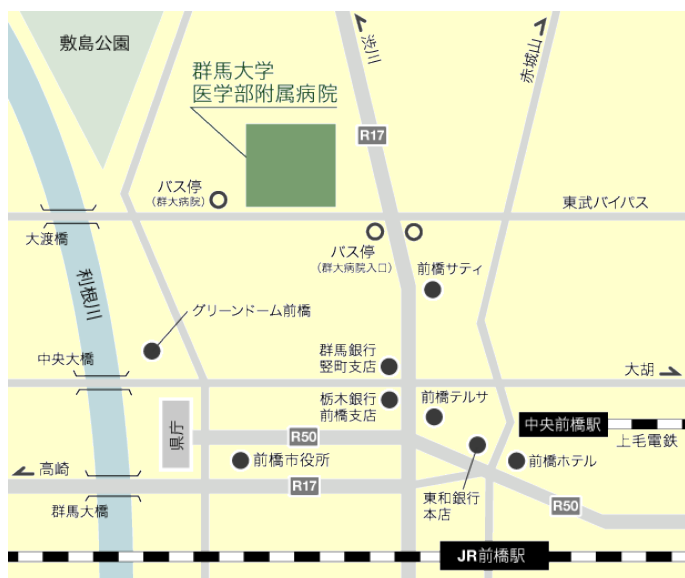 敷島公園
渋川
赤城山
群馬大学
医学部附属病院
R17
バス停
(群大病院)
東武バイパス
大渡橋
バス停
(群大病院入口)
前橋サティ
利根川
グリーンドーム前橋
群馬銀行
竪町支店
中央大橋
大胡
栃木銀行
前橋支店
前橋テルサ
県庁
中央前橋駅
R50
上毛電鉄
高崎
前橋市役所
前橋ホテル
R17
東和銀行
本店
群馬大橋
R50
JR前橋駅